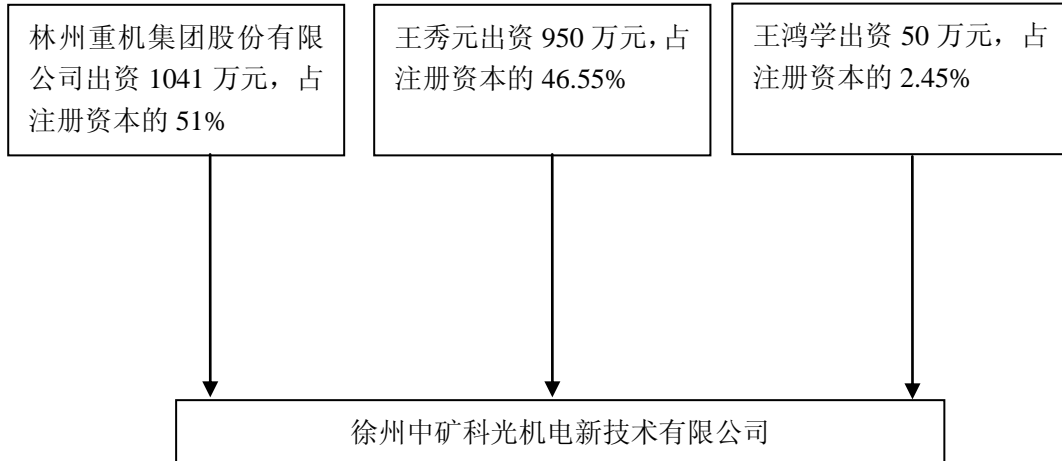 林州重机集团股份有限
公司出资 1041 万元，占
注册资本的 51%
王秀元出资 950 万元，占
注册资本的 46.55%
王鸿学出资 50 万元，占
注册资本的 2.45%
徐州中矿科光机电新技术有限公司